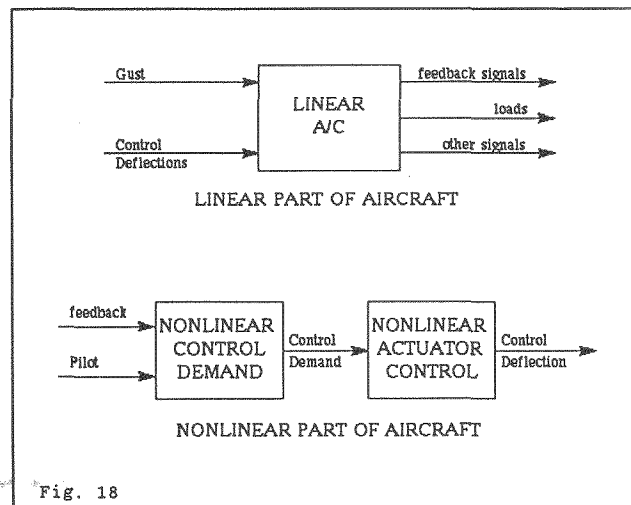 Gust
feedback signals
LINEAR
A/C
loads
Control
Deflections
other signals
LINEAR PART OF AIRCRAFT
feedback
Pilot
NONLINEAR
CONTROL
DEMAND
Control
Demand
NONLINEAR
ACTUATOR
CONTROL
Control
Deflection
NONLINEAR PART OF AIRCRAFT
Fig. 18